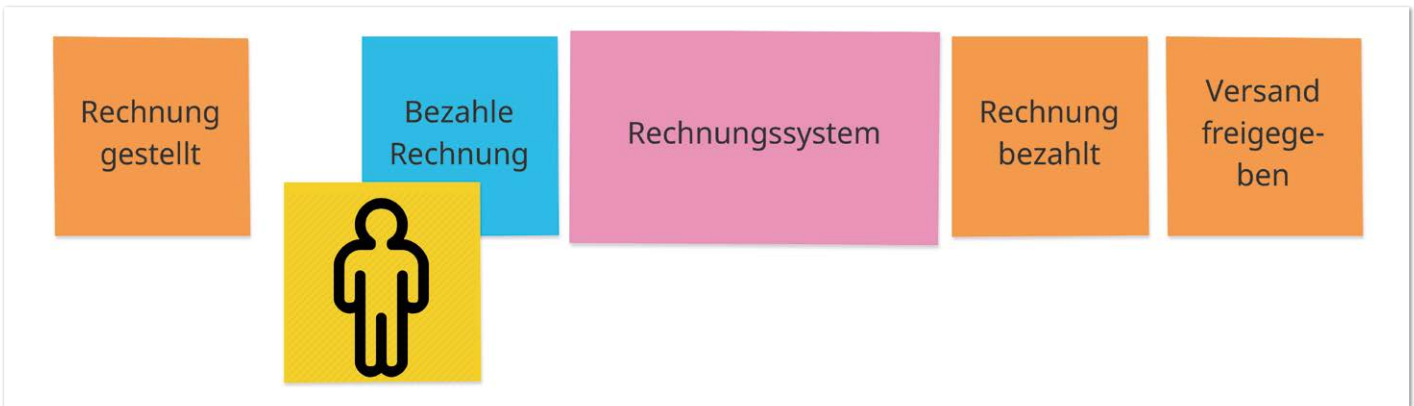 Rechnung
gestellt
Bezahle
Rechnung
Rechnungssystem
Rechnung
bezahlt
Versand
freigege-
ben